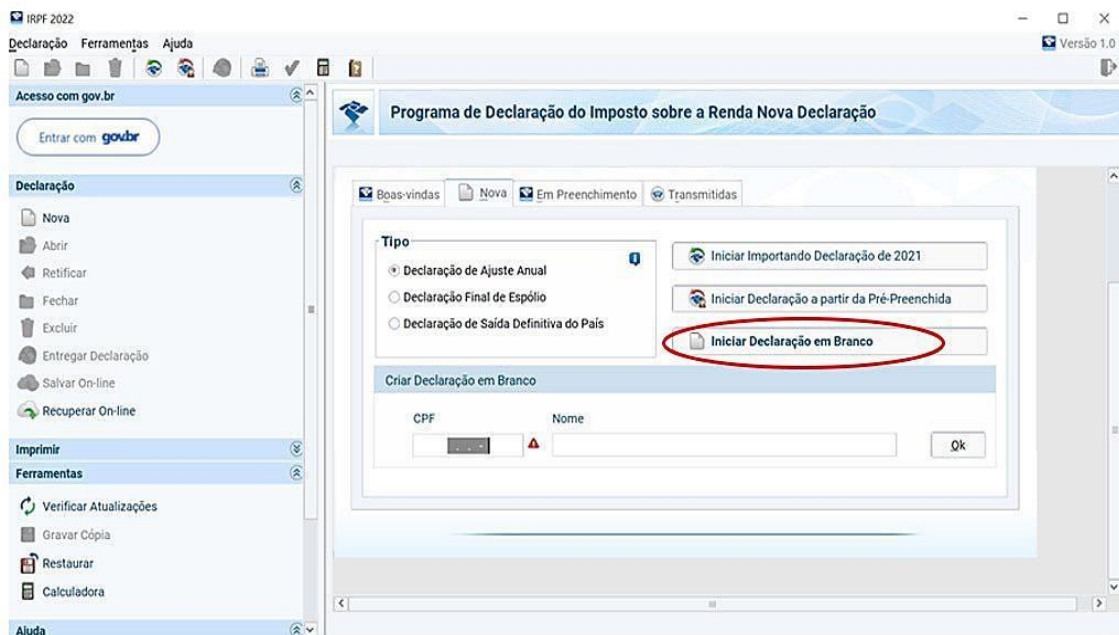 IRPF 2022
Declaração Ferramentas Ajuda
Versão 1.0
Acesso com gov.br
Entrar com gov.br
Declaração
Nova
Abrir
Retificar
Fechar
Excluir
Entregar Declaração
Salvar On-line
Recuperar On-line
Imprimir
Ferramentas
Verificar Atualizações
Gravar Cópia
Restaurar
Calculadora
Ajuda
Programa de Declaração do Imposto sobre a Renda Nova Declaração
Boas-vindas Nova Em Preenchimento Transmitidas
Tipo
Declaração de Ajuste Anual
Declaração Final de Espólio
Declaração de Saída Definitiva do País
Iniciar Importando Declaração de 2021
Iniciar Declaração a partir da Pré-Preenchida
Iniciar Declaração em Branco
Criar Declaração em Branco
CPF Nome
. . -
Ok